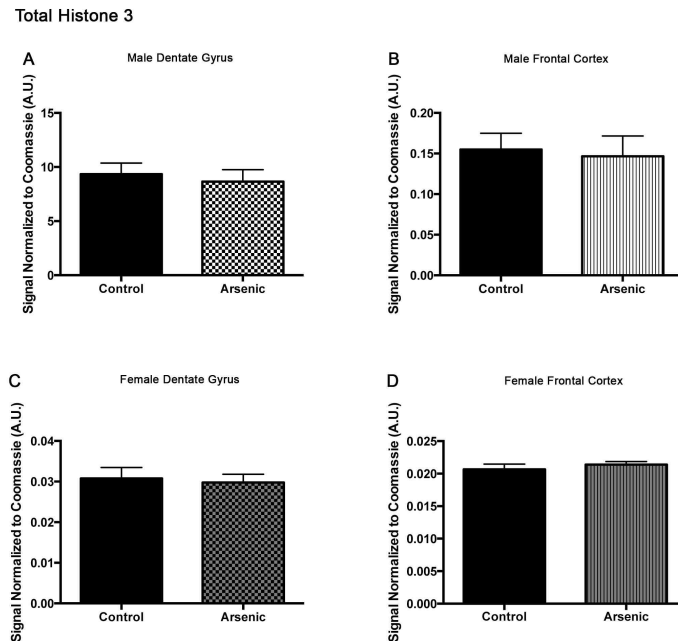 Total Histone 3
A
Male Dentate Gyrus
Signal Normalized to Coomassie (A.U.)
15
10
5
0
Control
Arsenic
B
Male Frontal Cortex
Signal Normalized to Coomassie (A.U.)
0.20
0.15
0.10
0.05
0.00
Control
Arsenic
C
Female Dentate Gyrus
Signal Normalized to Coomassie (A.U.)
0.04
0.03
0.02
0.01
0.00
Control
Arsenic
D
Female Frontal Cortex
Signal Normalized to Coomassie (A.U.)
0.025
0.020
0.015
0.010
0.005
0.000
Control
Arsenic